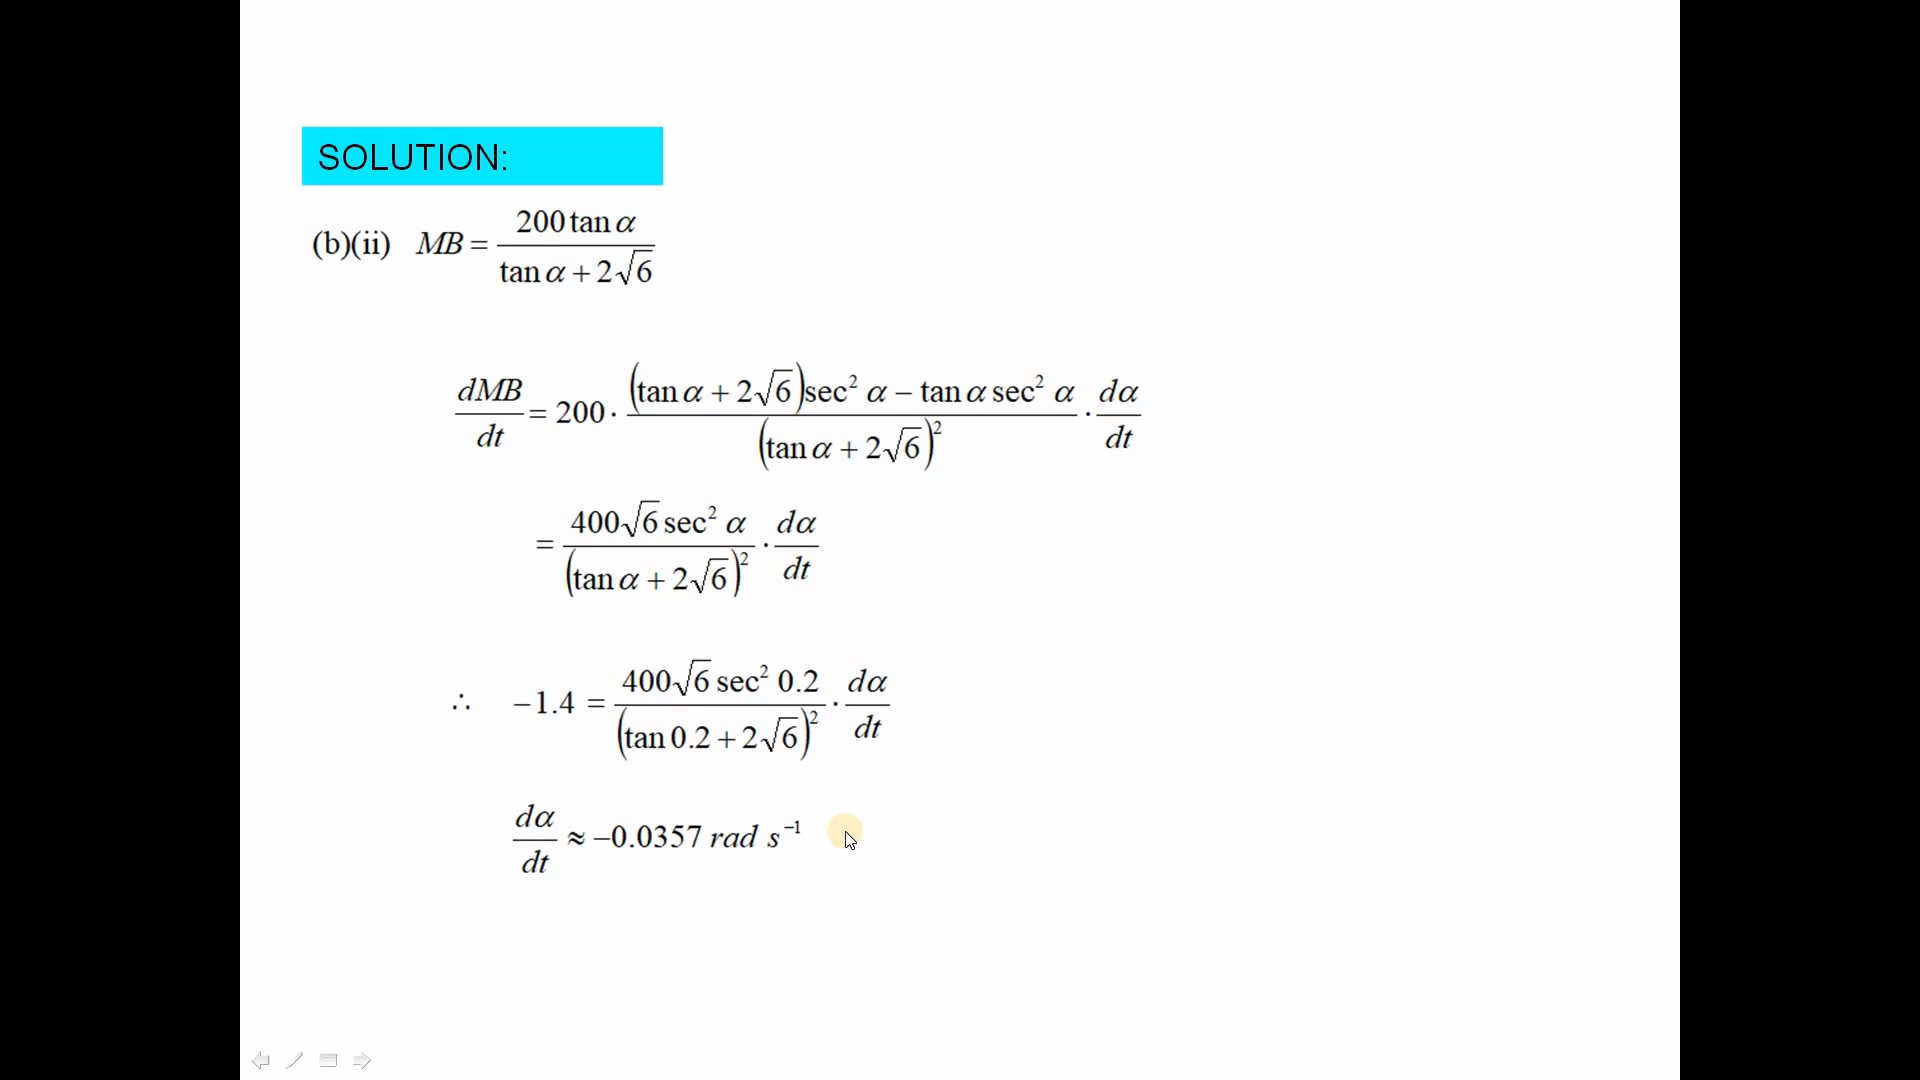 SOLUTION:
(b)(ii) MB = 200 tan α / (tan α + 2√6)
dMB/dt = 200 · ((tan α + 2√6)sec² α − tan α sec² α) / (tan α + 2√6)² · dα/dt
= 400√6 sec² α / (tan α + 2√6)² · dα/dt
∴ −1.4 = 400√6 sec² 0.2 / (tan 0.2 + 2√6)² · dα/dt
dα/dt ≈ −0.0357 rad s⁻¹